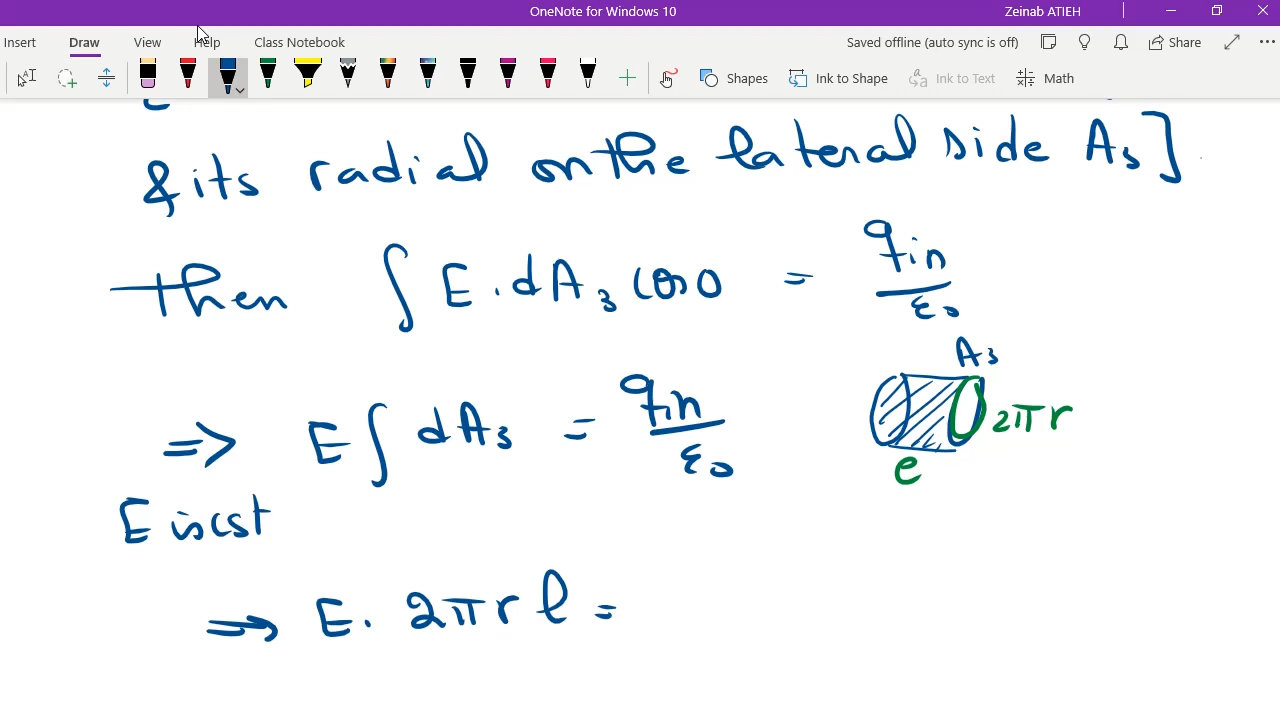 OneNote for Windows 10
Zeinab ATIEH
Insert Draw View Help Class Notebook Saved offline (auto sync is off) Share
Shapes Ink to Shape Ink to Text Math
& its radial on the lateral side A₃]
then ∫ E . dA₃ cos 0 = qin/ε₀
A₃
⇒ E ∫ dA₃ = qin/ε₀
2πr
l
E is cst
⇒ E . 2πr l =